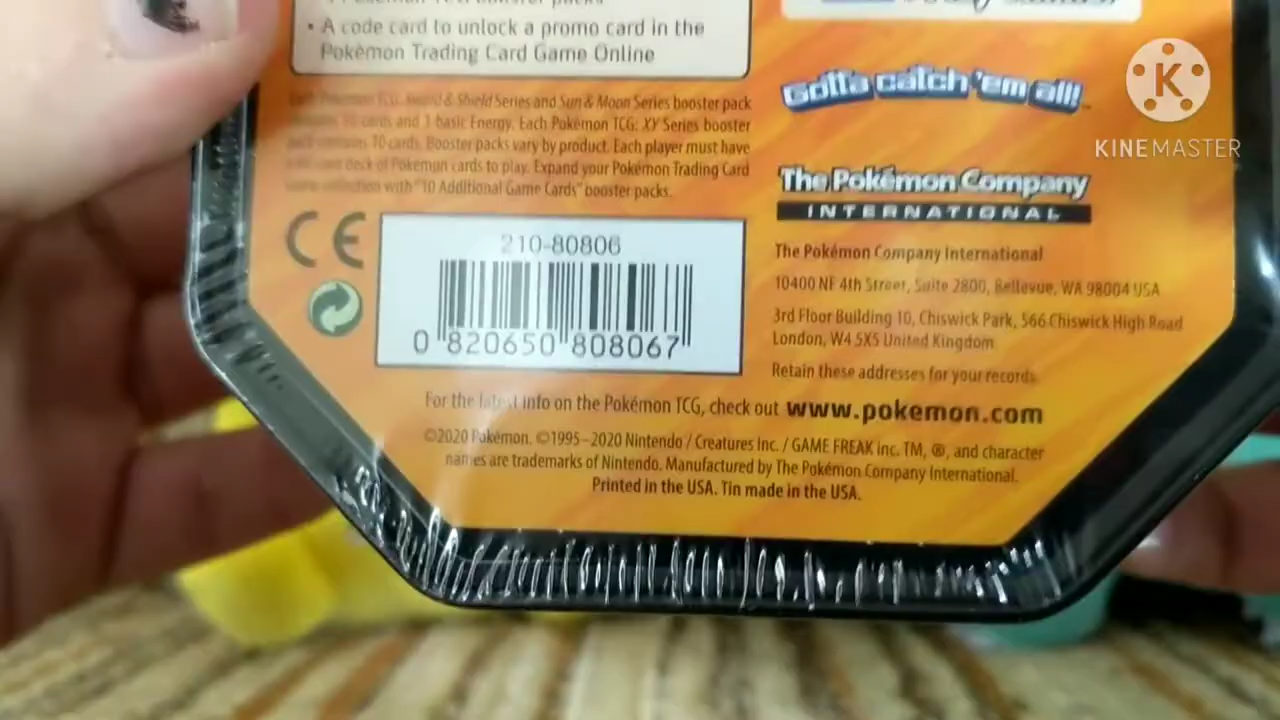 • A code card to unlock a promo card in the
Pokémon Trading Card Game Online
Each Pokémon TCG: Sword & Shield Series and Sun & Moon Series booster pack
contains 10 cards and 1 basic Energy. Each Pokémon TCG: XY Series booster
pack contains 10 cards. Booster packs vary by product. Each player must have
deck of Pokémon cards to play. Expand your Pokémon Trading Card
collection with "10 Additional Game Cards" booster packs.
CE
210-80806
0 820650 808067
Gotta catch 'em all!
KINEMASTER
K
The Pokémon Company
INTERNATIONAL
The Pokémon Company International
10400 NE 4th Street, Suite 2800, Bellevue, WA 98004 USA
3rd Floor Building 10, Chiswick Park, 566 Chiswick High Road
London, W4 5XS United Kingdom
Retain these addresses for your records.
For the latest info on the Pokémon TCG, check out www.pokemon.com
©2020 Pokémon. ©1995–2020 Nintendo / Creatures Inc. / GAME FREAK inc. TM, ®, and character
names are trademarks of Nintendo. Manufactured by The Pokémon Company International.
Printed in the USA. Tin made in the USA.